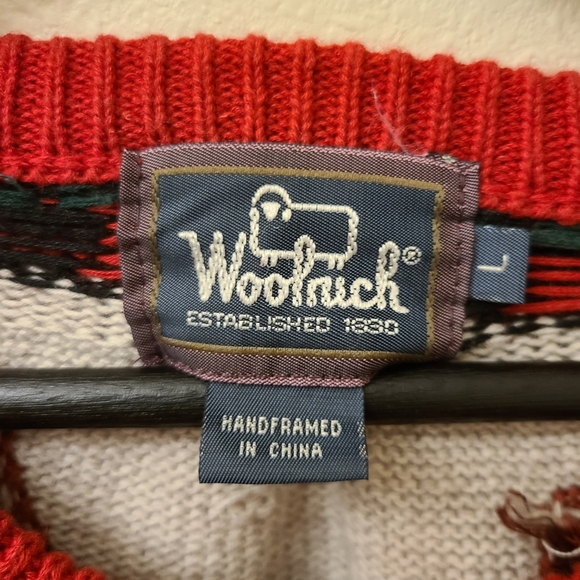 Woolrich®
ESTABLISHED 1830
L
HANDFRAMED
IN CHINA